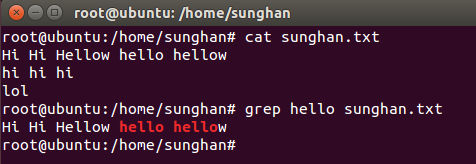 root@ubuntu: /home/sunghan
root@ubuntu:/home/sunghan# cat sunghan.txt
Hi Hi Hellow hello hellow
hi hi hi
lol
root@ubuntu:/home/sunghan# grep hello sunghan.txt
Hi Hi Hellow hello hellow
root@ubuntu:/home/sunghan#